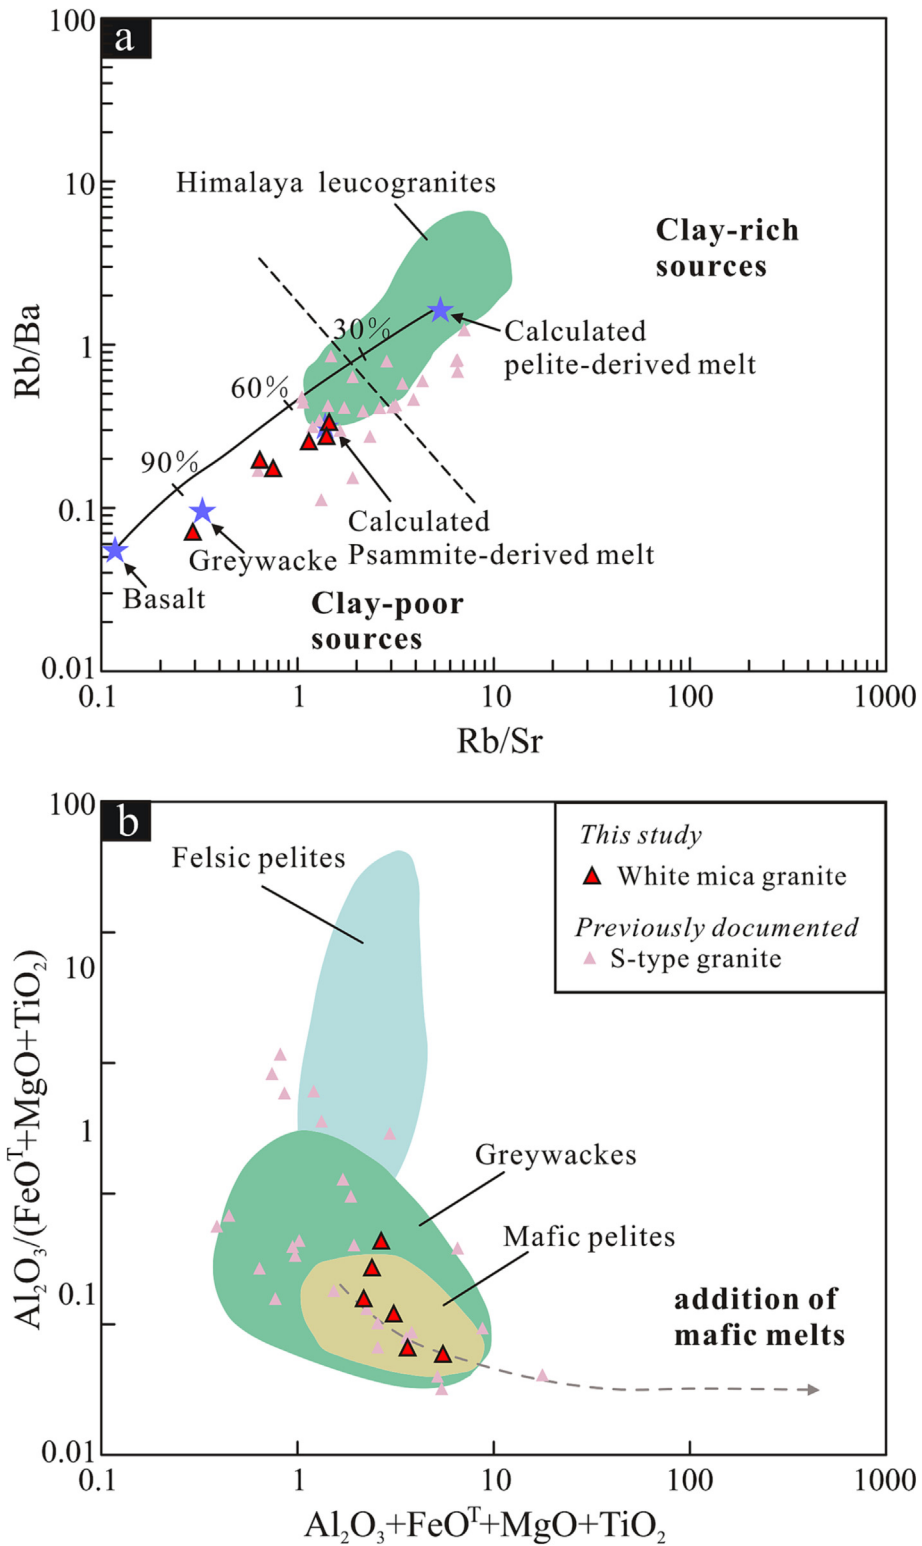 a
100
10
1
0.1
0.01
Rb/Ba
Himalaya leucogranites
Clay-rich
sources
30%
Calculated
pelite-derived melt
60%
90%
Calculated
Psammite-derived melt
Greywacke
Basalt
Clay-poor
sources
0.1 1 10 100 1000
Rb/Sr
b
100
10
1
0.1
0.01
Al₂O₃/(FeOᵀ+MgO+TiO₂)
Felsic pelites
This study
White mica granite
Previously documented
S-type granite
Greywackes
Mafic pelites
addition of
mafic melts
0.1 1 10 100 1000
Al₂O₃+FeOᵀ+MgO+TiO₂